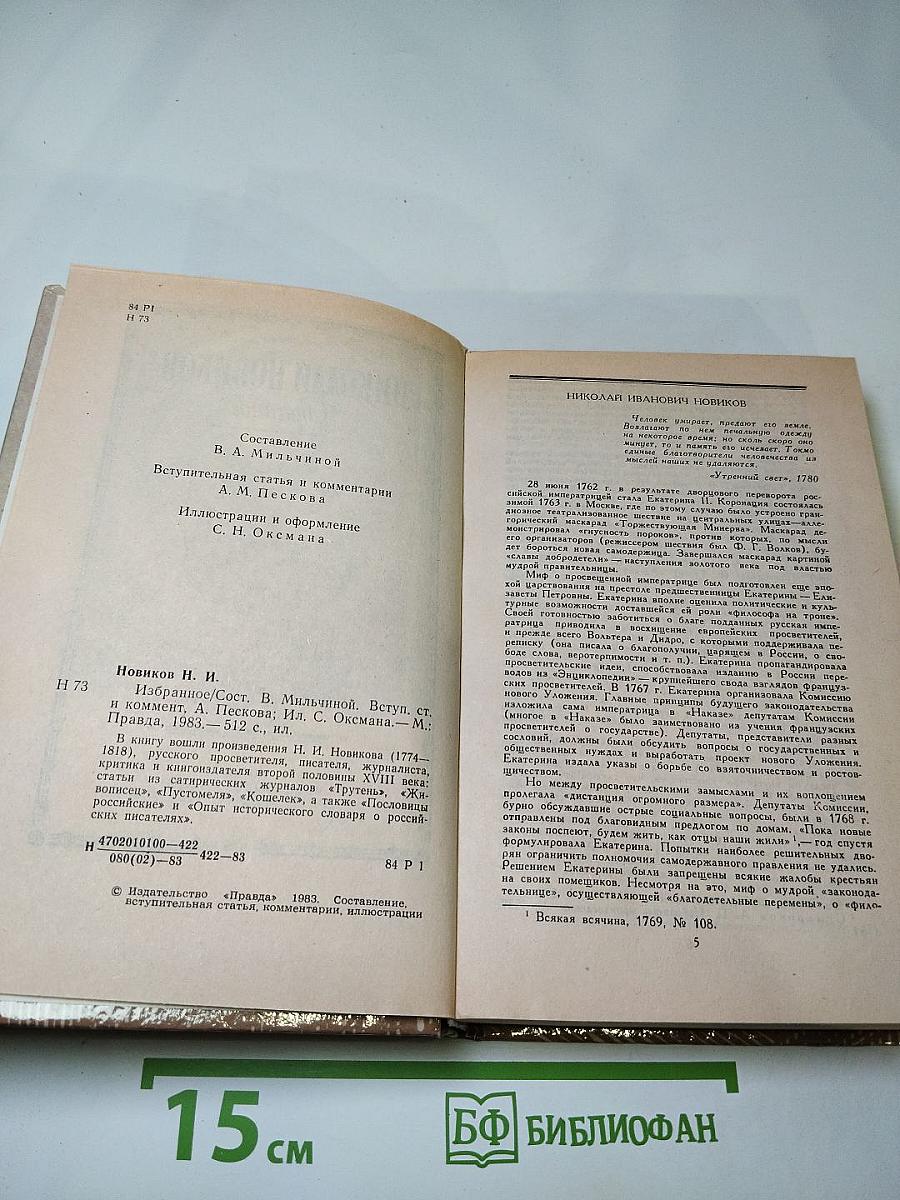 84 Р1
Н 73
Составление
В. А. Мильчиной
Вступительная статья и комментарии
А. М. Пескова
Иллюстрации и оформление
С. Н. Оксмана
Новиков Н. И.
Н 73
Избранное/Сост. В. Мильчиной. Вступ. ст.
и коммент, А. Пескова; Ил. С. Оксмана.— М.:
Правда, 1983.— 512 с., ил.
В книгу вошли произведения Н. И. Новикова (1774—
1818), русского просветителя, писателя, журналиста,
критика и книгоиздателя второй половины XVIII века:
статьи из сатирических журналов «Трутень», «Жи-
вописец», «Пустомеля», «Кошелек», а также «Пословицы
российские» и «Опыт исторического словаря о россий-
ских писателях».
Н 4702010100—422
080(02)—83 422—83
84 Р 1
© Издательство «Правда» 1983. Составление,
вступительная статья, комментарии, иллюстрации
НИКОЛАЙ ИВАНОВИЧ НОВИКОВ
Человек умирает, предают его земле.
Возлагают по нем печальную одежду
на некоторое время; но сколь скоро оно
минует, то и память его исчезает. Токмо
единые благотворители человечества из
мыслей наших не удаляются.
«Утренний свет», 1780
28 июня 1762 г. в результате дворцового переворота рос-
сийской императрицей стала Екатерина II. Коронация состоялась
зимой 1763 г. в Москве, где по этому случаю было устроено гран-
диозное театрализованное шествие на центральных улицах—алле-
горический маскарад «Торжествующая Минерва». Маскарад де-
монстрировал «гнусность пороков», против которых, по мысли
его организаторов (режиссером шествия был Ф. Г. Волков), бу-
дет бороться новая самодержица. Завершался маскарад картиной
«славы добродетели» — наступления золотого века под властью
мудрой правительницы.
Миф о просвещенной императрице был подготовлен еще эпо-
хой царствования на престоле предшественницы Екатерины — Ели-
заветы Петровны. Екатерина вполне оценила политические и куль-
турные возможности доставшейся ей роли «философа на троне».
Своей готовностью заботиться о благе подданных русская импе-
ратрица приводила в восхищение европейских просветителей,
и прежде всего Вольтера и Дидро, с которыми поддерживала пе-
реписку (она писала о благополучии, царящем в России, о сво-
боде слова, веротерпимости и т. п.). Екатерина пропагандировала
просветительские идеи, способствовала изданию в России пере-
водов из «Энциклопедии» — крупнейшего свода взглядов француз-
ских просветителей. В 1767 г. Екатерина организовала Комиссию
нового Уложения. Главные принципы будущего законодательства
изложила сама императрица в «Наказе» депутатам Комиссии
(многое в «Наказе» было заимствовано из учения французских
просветителей о государстве). Депутаты, представители разных
сословий, должны были обсудить вопросы о государственных и
общественных нуждах и выработать проект нового Уложения.
Екатерина издала указы о борьбе со взяточничеством и ростов-
щичеством.
Но между просветительскими замыслами и их воплощением
пролегала «дистанция огромного размера». Депутаты Комиссии,
бурно обсуждавшие острые социальные вопросы, были в 1768 г.
отправлены под благовидным предлогом по домам. «Пока новые
законы поспеют, будем жить, как отцы наши жили» ¹,— год спустя
формулировала Екатерина. Попытки наиболее решительных дво-
рян ограничить полномочия самодержавного правления не удались.
Решением Екатерины были запрещены всякие жалобы крестьян
на своих помещиков. Несмотря на это, миф о мудрой «законода-
тельнице», осуществляющей «благодетельные перемены», о «фило-
¹ Всякая всячина, 1769, № 108.
5
15 см
БФ БИБЛИОФАН